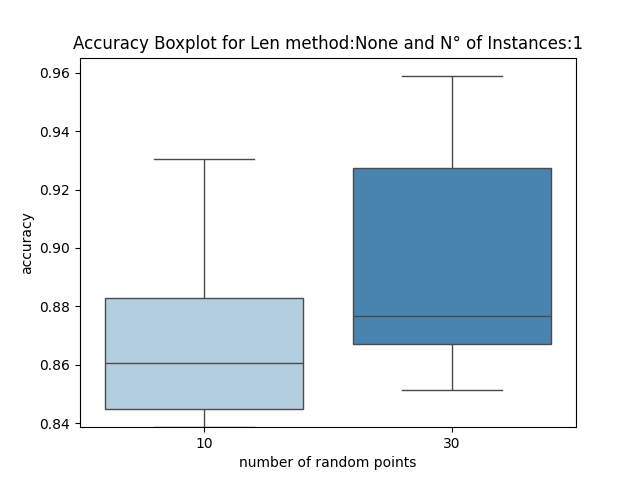 Accuracy Boxplot for Len method:None and N° of Instances:1
0.96
0.94
0.92
0.90
0.88
0.86
0.84
accuracy
10 30
number of random points